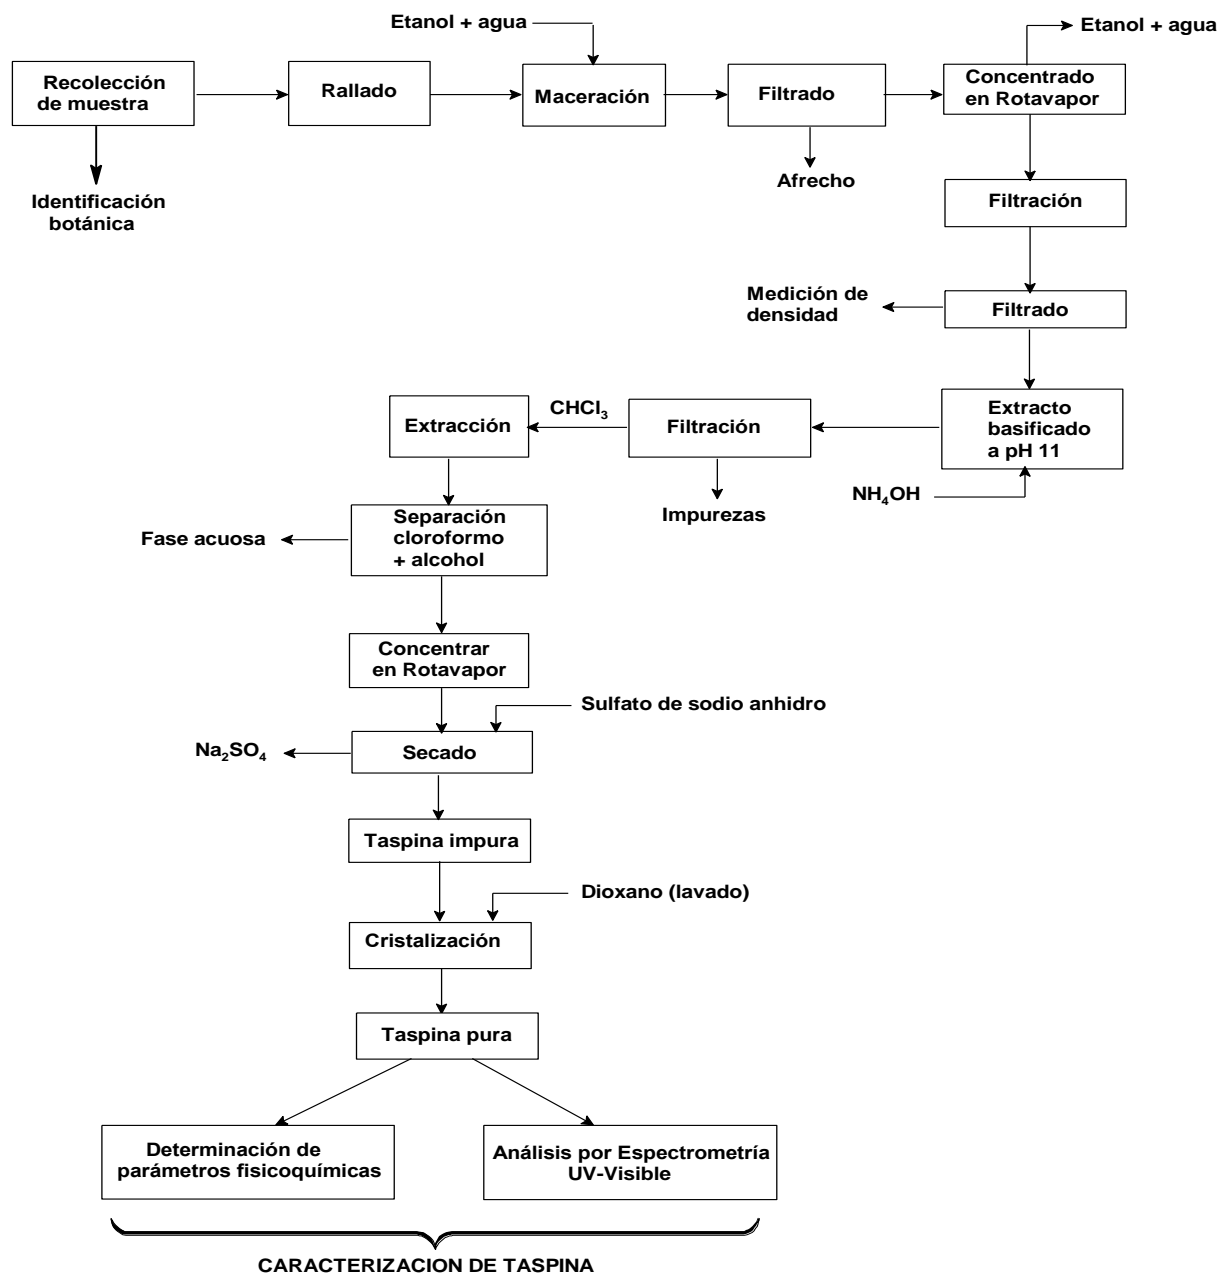 Etanol + agua
Etanol + agua
Recolección
de muestra
Rallado
Maceración
Filtrado
Concentrado
en Rotavapor
Identificación
botánica
Afrecho
Filtración
Medición de
densidad
Filtrado
Extracto
basificado
a pH 11
NH₄OH
Filtración
Impurezas
CHCl₃
Extracción
Separación
cloroformo
+ alcohol
Fase acuosa
Concentrar
en Rotavapor
Sulfato de sodio anhidro
Secado
Na₂SO₄
Taspina impura
Dioxano (lavado)
Cristalización
Taspina pura
Determinación de
parámetros fisicoquímicas
Análisis por Espectrometría
UV-Visible
CARACTERIZACION DE TASPINA